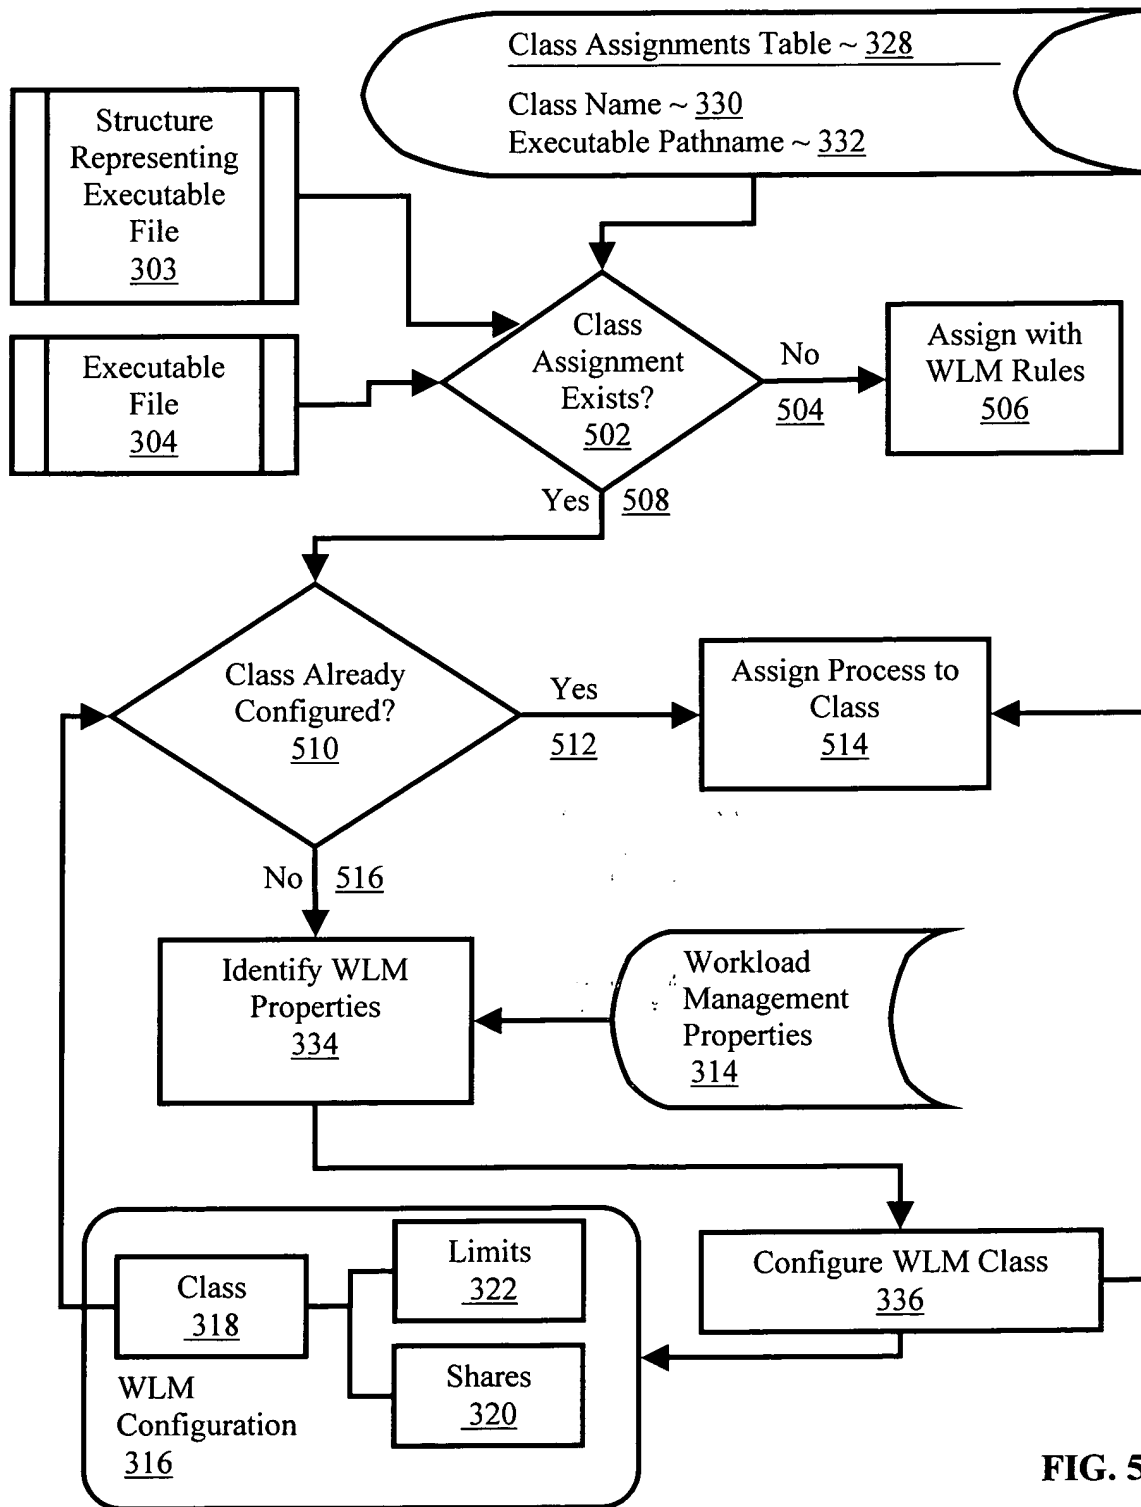 Class Assignments Table ~ 328
Class Name ~ 330
Executable Pathname ~ 332
Structure
Representing
Executable
File
303
Executable
File
304
Class
Assignment
Exists?
502
No
504
Assign with
WLM Rules
506
Yes 508
Class Already
Configured?
510
Yes
512
Assign Process to
Class
514
No 516
Identify WLM
Properties
334
Workload
Management
Properties
314
Configure WLM Class
336
Class
318
Limits
322
Shares
320
WLM
Configuration
316
FIG. 5